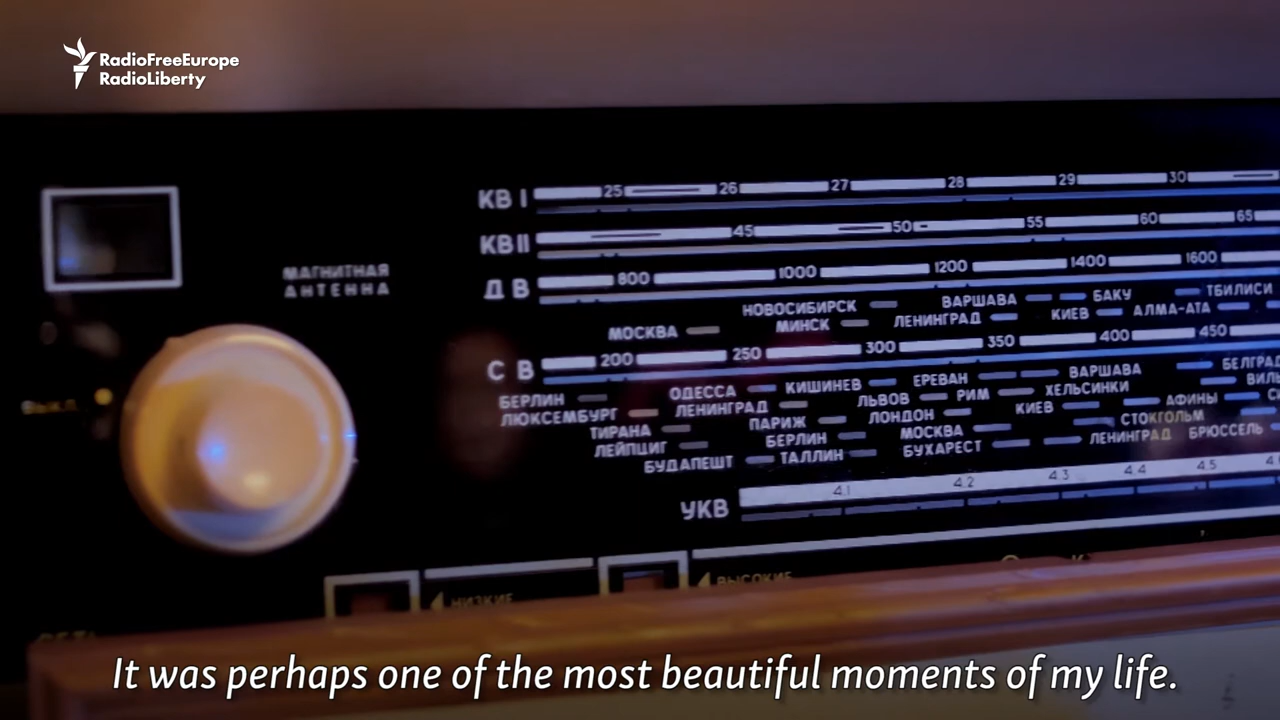 RadioFreeEurope
RadioLiberty
КВ I 25 26 27 28 29 30
КВ II 45 50 55 60 65
МАГНИТНАЯ
АНТЕННА
Д В 800 1000 1200 1400 1600
НОВОСИБИРСК ВАРШАВА БАКУ ТБИЛИСИ
МОСКВА МИНСК ЛЕНИНГРАД КИЕВ АЛМА-АТА
С В 200 250 300 350 400 450
БЕРЛИН ОДЕССА КИШИНЕВ ЕРЕВАН ВАРШАВА БЕЛГРАД
ЛЮКСЕМБУРГ ЛЕНИНГРАД ЛЬВОВ РИМ ХЕЛЬСИНКИ
ТИРАНА ПАРИЖ ЛОНДОН КИЕВ АФИНЫ
ЛЕЙПЦИГ БЕРЛИН МОСКВА СТОКГОЛЬМ
БУДАПЕШТ ТАЛЛИН БУХАРЕСТ ЛЕНИНГРАД БРЮССЕЛЬ
УКВ 4.1 4.2 4.3 4.4 4.5
НИЗКИЕ ВЫСОКИЕ
It was perhaps one of the most beautiful moments of my life.